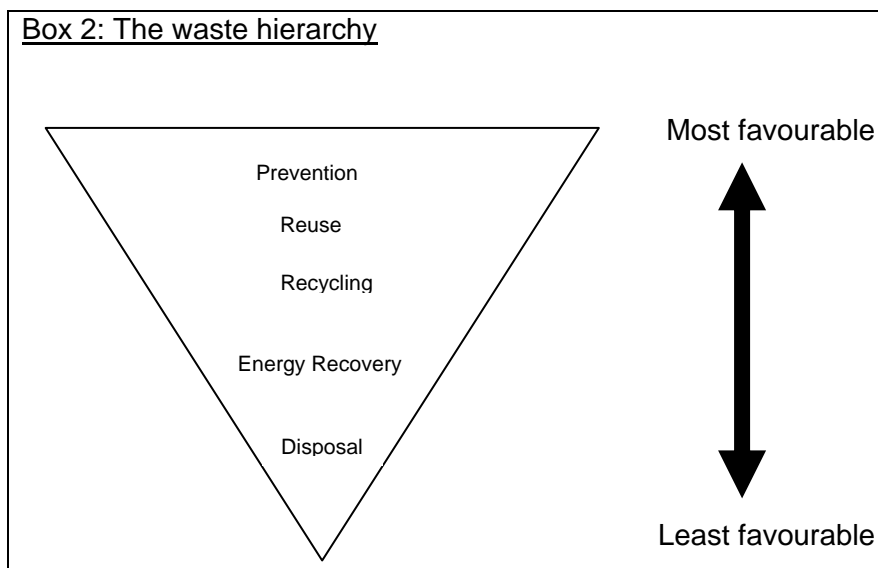 Box 2: The waste hierarchy
Most favourable
Prevention
Reuse
Recycling
Energy Recovery
Disposal
Least favourable